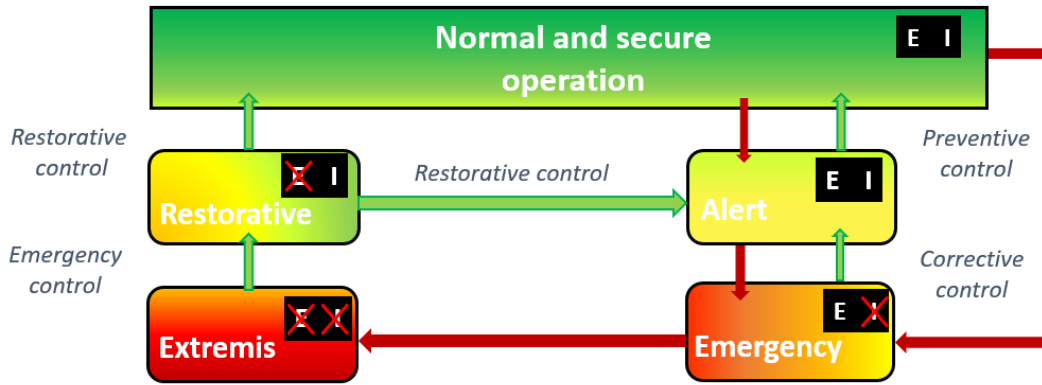 Normal and secure
operation
E I
Restorative
control
Restorative control
Preventive
control
E I
Restorative
E I
Alert
Emergency
control
Corrective
control
E I
Extremis
E I
Emergency